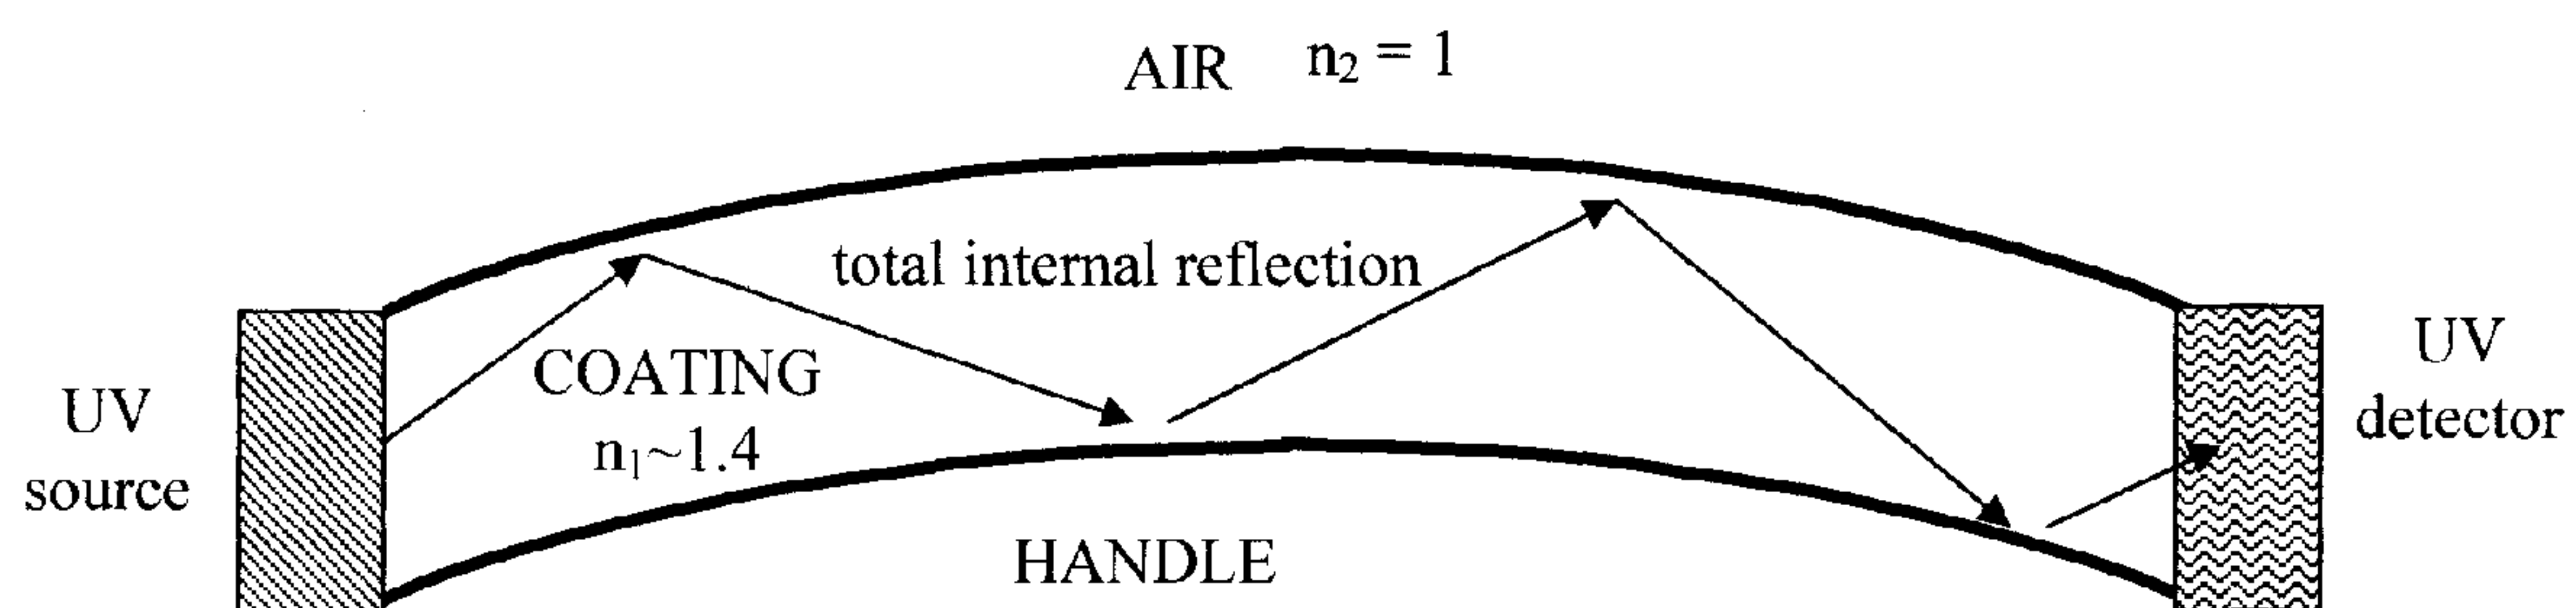 AIR n₂ = 1
total internal reflection
COATING
n₁~1.4
UV
source
UV
detector
HANDLE